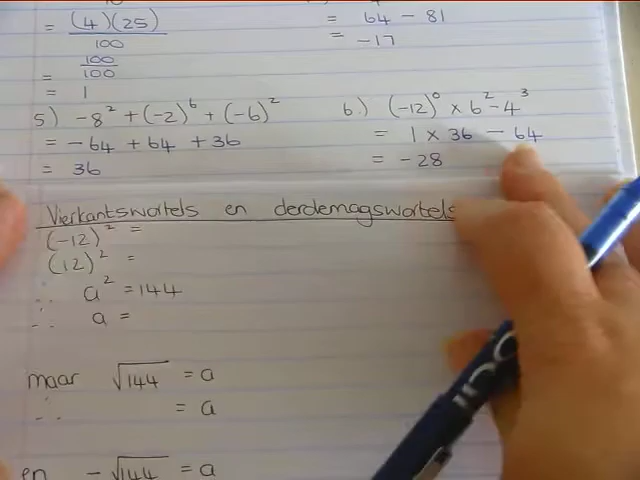 = (4)(25) / 100
= 100/100
= 1
= 64 - 81
= -17
5) -8² + (-2)⁶ + (-6)²
= -64 + 64 + 36
= 36
6.) (-12)⁰ × 6² - 4³
= 1 × 36 - 64
= -28
Vierkantswortels en derdemagswortels
(-12)² =
(12)² =
∴ a² = 144
∴ a =
maar √144 = a
∴ = a
en -√144 = a